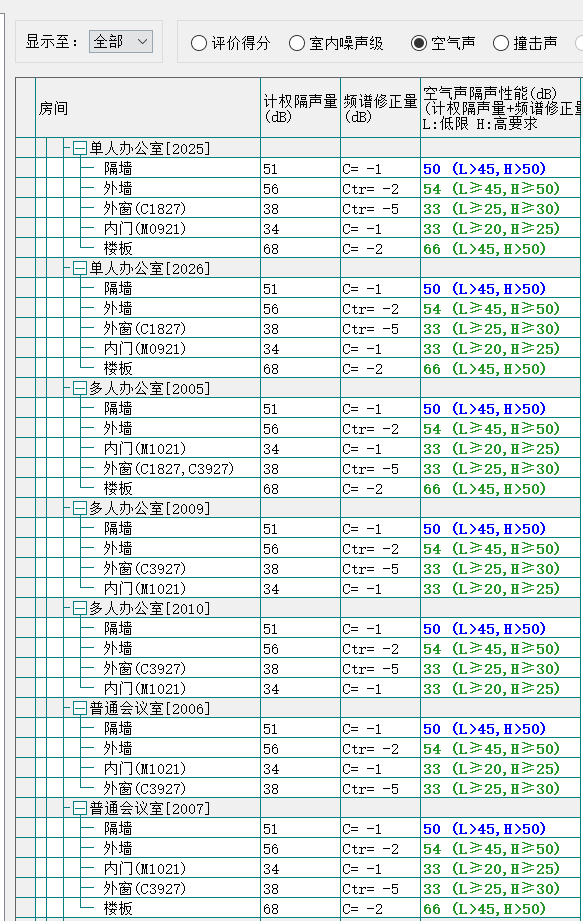 显示至: 全部 评价得分 室内噪声级 空气声 撞击声
房间 计权隔声量(dB) 频谱修正量(dB) 空气声隔声性能(dB)
(计权隔声量+频谱修正量
L:低限 H:高要求
单人办公室[2025]
隔墙 51 C= -1 50 (L>45,H>50)
外墙 56 Ctr= -2 54 (L≥45,H≥50)
外窗(C1827) 38 Ctr= -5 33 (L≥25,H≥30)
内门(M0921) 34 C= -1 33 (L≥20,H≥25)
楼板 68 C= -2 66 (L>45,H>50)
单人办公室[2026]
隔墙 51 C= -1 50 (L>45,H>50)
外墙 56 Ctr= -2 54 (L≥45,H≥50)
外窗(C1827) 38 Ctr= -5 33 (L≥25,H≥30)
内门(M0921) 34 C= -1 33 (L≥20,H≥25)
楼板 68 C= -2 66 (L>45,H>50)
多人办公室[2005]
隔墙 51 C= -1 50 (L>45,H>50)
外墙 56 Ctr= -2 54 (L≥45,H≥50)
内门(M1021) 34 C= -1 33 (L≥20,H≥25)
外窗(C1827,C3927) 38 Ctr= -5 33 (L≥25,H≥30)
楼板 68 C= -2 66 (L>45,H>50)
多人办公室[2009]
隔墙 51 C= -1 50 (L>45,H>50)
外墙 56 Ctr= -2 54 (L≥45,H≥50)
外窗(C3927) 38 Ctr= -5 33 (L≥25,H≥30)
内门(M1021) 34 C= -1 33 (L≥20,H≥25)
多人办公室[2010]
隔墙 51 C= -1 50 (L>45,H>50)
外墙 56 Ctr= -2 54 (L≥45,H≥50)
外窗(C3927) 38 Ctr= -5 33 (L≥25,H≥30)
内门(M1021) 34 C= -1 33 (L≥20,H≥25)
普通会议室[2006]
隔墙 51 C= -1 50 (L>45,H>50)
外墙 56 Ctr= -2 54 (L≥45,H≥50)
内门(M1021) 34 C= -1 33 (L≥20,H≥25)
外窗(C3927) 38 Ctr= -5 33 (L≥25,H≥30)
普通会议室[2007]
隔墙 51 C= -1 50 (L>45,H>50)
外墙 56 Ctr= -2 54 (L≥45,H≥50)
内门(M1021) 34 C= -1 33 (L≥20,H≥25)
外窗(C3927) 38 Ctr= -5 33 (L≥25,H≥30)
楼板 68 C= -2 66 (L>45,H>50)